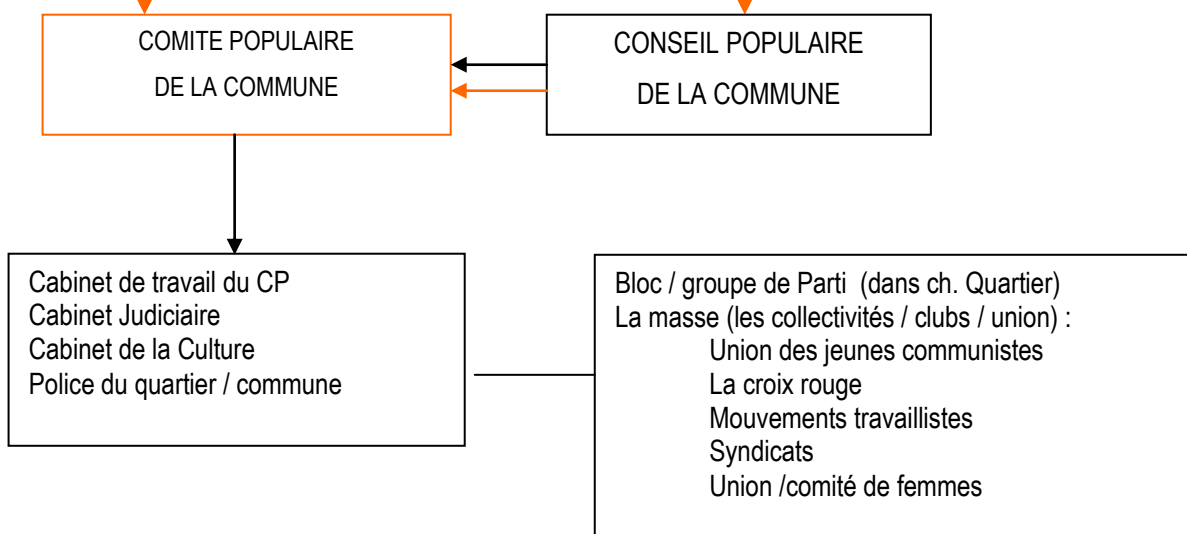 COMITE POPULAIRE
DE LA COMMUNE
CONSEIL POPULAIRE
DE LA COMMUNE
Cabinet de travail du CP
Cabinet Judiciaire
Cabinet de la Culture
Police du quartier / commune
Bloc / groupe de Parti (dans ch. Quartier)
La masse (les collectivités / clubs / union) :
Union des jeunes communistes
La croix rouge
Mouvements travaillistes
Syndicats
Union /comité de femmes